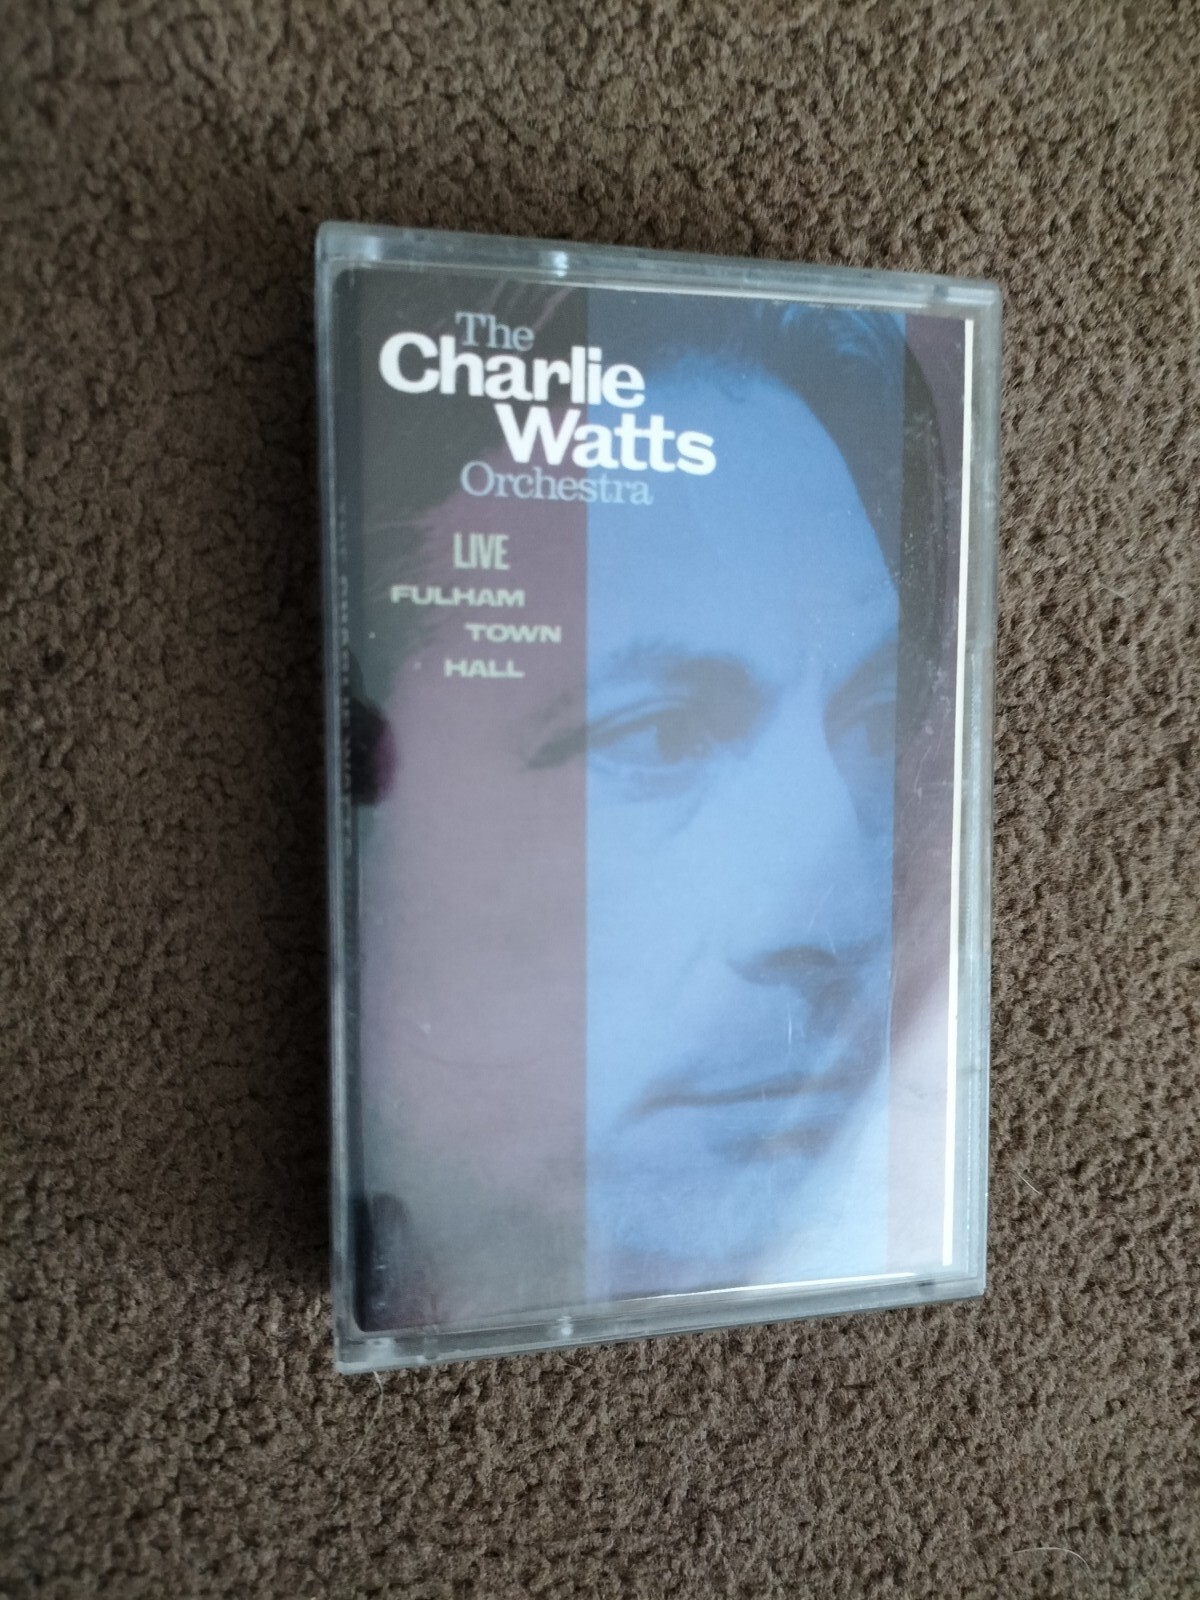 The
Charlie
Watts
Orchestra
LIVE
FULHAM
TOWN
HALL